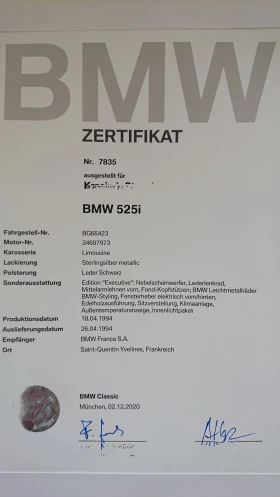 BMW
ZERTIFIKAT
Nr. 7835
ausgestellt für
BMW 525i
Fahrgestell-Nr. BG66423
Motor-Nr. 34607973
Karosserie Limousine
Lackierung Sterlingsilber metallic
Polsterung Leder Schwarz
Sonderausstattung Edition "Executive": Nebelscheinwerfer, Lederlenkrad,
Mittelarmlehnen vorn, Fond-Kopfstützen; BMW Leichtmetallräder
BMW-Styling, Fensterheber elektrisch vorn/hinten,
Edelholzausführung, Sitzverstellung, Klimaanlage,
Außentemperaturanzeige, Innenlichtpaket
Produktionsdatum 18.04.1994
Auslieferungsdatum 26.04.1994
Empfänger BMW France S.A.
Ort Saint-Quentin Yvelines, Frankreich
BMW Classic
München, 02.12.2020